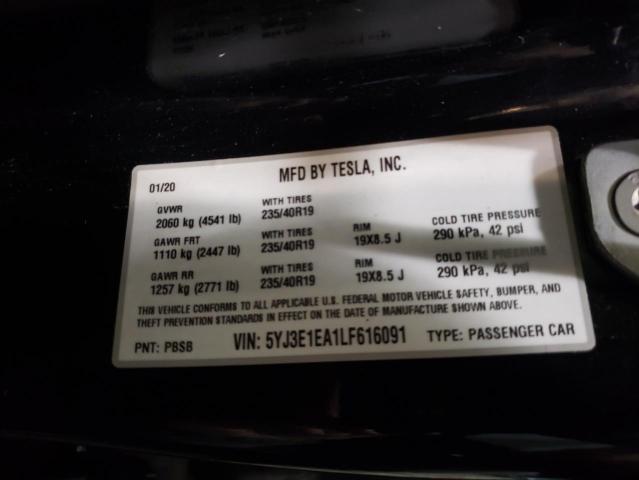 MFD BY TESLA, INC.
01/20
GVWR WITH TIRES
2060 kg (4541 lb) 235/40R19
GAWR FRT WITH TIRES RIM COLD TIRE PRESSURE
1110 kg (2447 lb) 235/40R19 19X8.5 J 290 kPa, 42 psi
GAWR RR WITH TIRES RIM COLD TIRE PRESSURE
1257 kg (2771 lb) 235/40R19 19X8.5 J 290 kPa, 42 psi
THIS VEHICLE CONFORMS TO ALL APPLICABLE U.S. FEDERAL MOTOR VEHICLE SAFETY, BUMPER, AND
THEFT PREVENTION STANDARDS IN EFFECT ON THE DATE OF MANUFACTURE SHOWN ABOVE.
PNT: PBSB VIN: 5YJ3E1EA1LF616091 TYPE: PASSENGER CAR